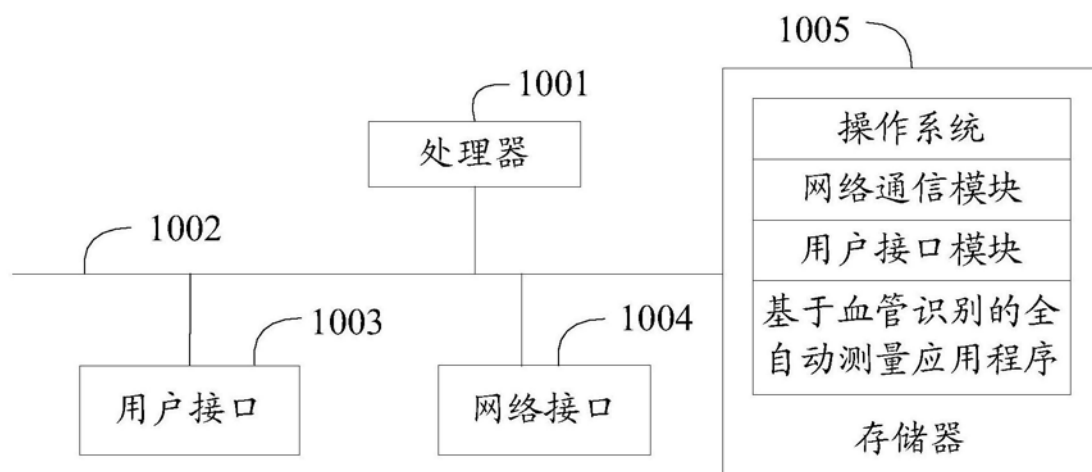 1005
1001
操作系统
处理器
网络通信模块
1002
用户接口模块
基于血管识别的全
1003
1004
自动测量应用程序
用户接口
网络接口
存储器